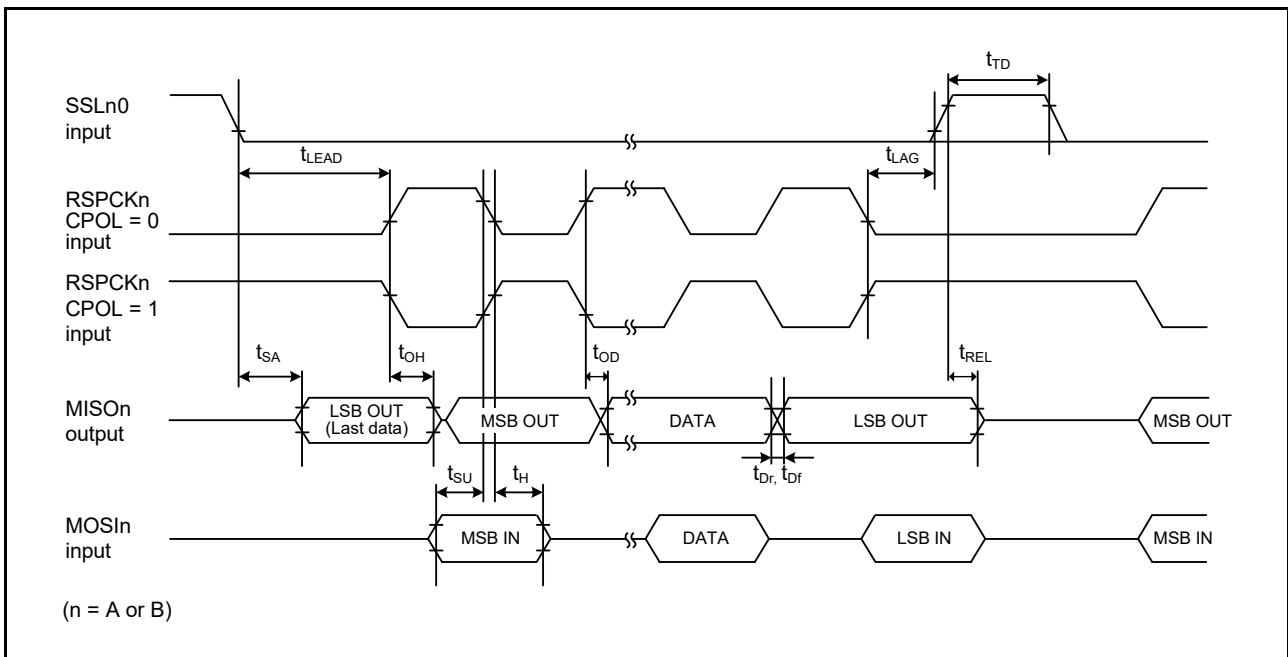 tTD
SSLn0
input
tLEAD
tLAG
RSPCKn
CPOL = 0
input
RSPCKn
CPOL = 1
input
tSA
tOH
tOD
tREL
MISOn
output
LSB OUT
(Last data)
MSB OUT
DATA
LSB OUT
MSB OUT
tSU
tH
tDr, tDf
MOSIn
input
MSB IN
DATA
LSB IN
MSB IN
(n = A or B)